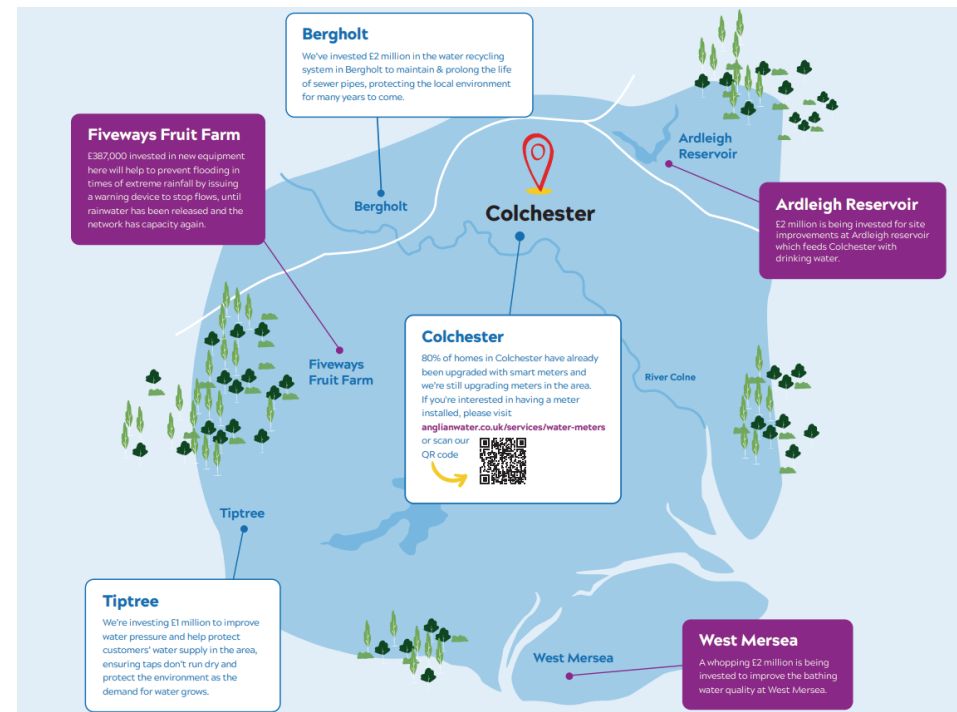 Bergholt
We've invested £2 million in the water recycling
system in Bergholt to maintain & prolong the life
of sewer pipes, protecting the local environment
for many years to come.
Fiveways Fruit Farm
£387,000 invested in new equipment
here will help to prevent flooding in
times of extreme rainfall by issuing
a warning device to stop flows, until
rainwater has been released and the
network has capacity again.
Ardleigh
Reservoir
Bergholt
Colchester
Ardleigh Reservoir
£2 million is being invested for site
improvements at Ardleigh reservoir
which feeds Colchester with
drinking water.
Colchester
80% of homes in Colchester have already
been upgraded with smart meters and
we're still upgrading meters in the area.
If you're interested in having a meter
installed, please visit
anglianwater.co.uk/services/water-meters
or scan our
QR code
Fiveways
Fruit Farm
River Colne
Tiptree
Tiptree
We're investing £1 million to improve
water pressure and help protect
customers' water supply in the area,
ensuring taps don't run dry and
protect the environment as the
demand for water grows.
West Mersea
West Mersea
A whopping £2 million is being
invested to improve the bathing
water quality at West Mersea.